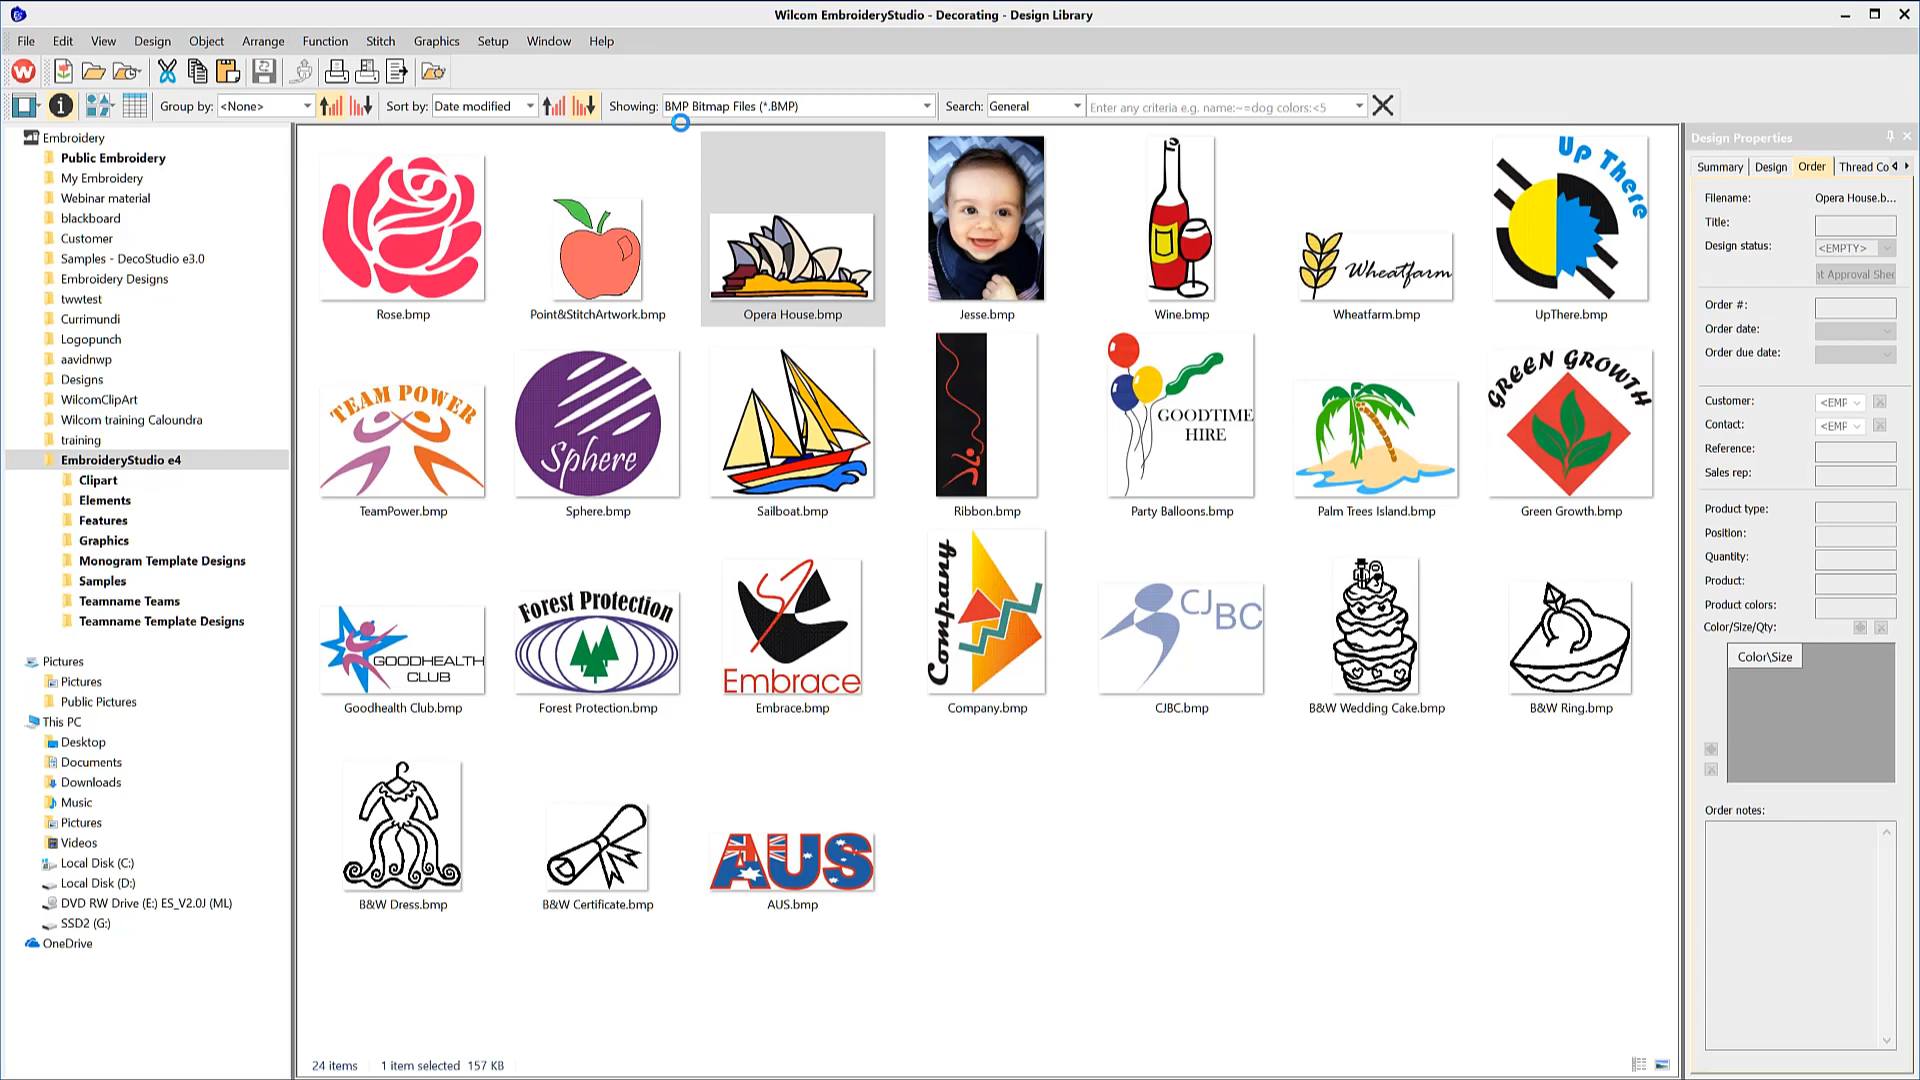 Wilcom EmbroideryStudio - Decorating - Design Library
File Edit View Design Object Arrange Function Stitch Graphics Setup Window Help
Group by: <None> Sort by: Date modified Showing: BMP Bitmap Files (*.BMP) Search: General Enter any criteria e.g. name:~=dog colors:<5
Embroidery
Public Embroidery
My Embroidery
Webinar material
blackboard
Customer
Samples - DecoStudio e3.0
Embroidery Designs
twwtest
Currimundi
Logopunch
aavidnwp
Designs
WilcomClipArt
Wilcom training Caloundra
training
EmbroideryStudio e4
Clipart
Elements
Features
Graphics
Monogram Template Designs
Samples
Teamname Teams
Teamname Template Designs
Pictures
Pictures
Public Pictures
This PC
Desktop
Documents
Downloads
Music
Pictures
Videos
Local Disk (C:)
Local Disk (D:)
DVD RW Drive (E:) ES_V2.0J (ML)
SSD2 (G:)
OneDrive
Wheatfarm
Up There
Rose.bmp Point&StitchArtwork.bmp Opera House.bmp Jesse.bmp Wine.bmp Wheatfarm.bmp UpThere.bmp
TEAM POWER
Sphere
GOODTIME
HIRE
GREEN GROWTH
TeamPower.bmp Sphere.bmp Sailboat.bmp Ribbon.bmp Party Balloons.bmp Palm Trees Island.bmp Green Growth.bmp
GOODHEALTH
CLUB
Forest Protection
Embrace
Company
CJBC
Goodhealth Club.bmp Forest Protection.bmp Embrace.bmp Company.bmp CJBC.bmp B&W Wedding Cake.bmp B&W Ring.bmp
AUS
B&W Dress.bmp B&W Certificate.bmp AUS.bmp
24 items 1 item selected 157 KB
Design Properties
Summary Design Order Thread Co
Filename: Opera House.b...
Title:
Design status: <EMPTY>
nt Approval Shee
Order #:
Order date:
Order due date:
Customer: <EMF
Contact: <EMF
Reference:
Sales rep:
Product type:
Position:
Quantity:
Product:
Product colors:
Color/Size/Qty:
Color\Size
Order notes: